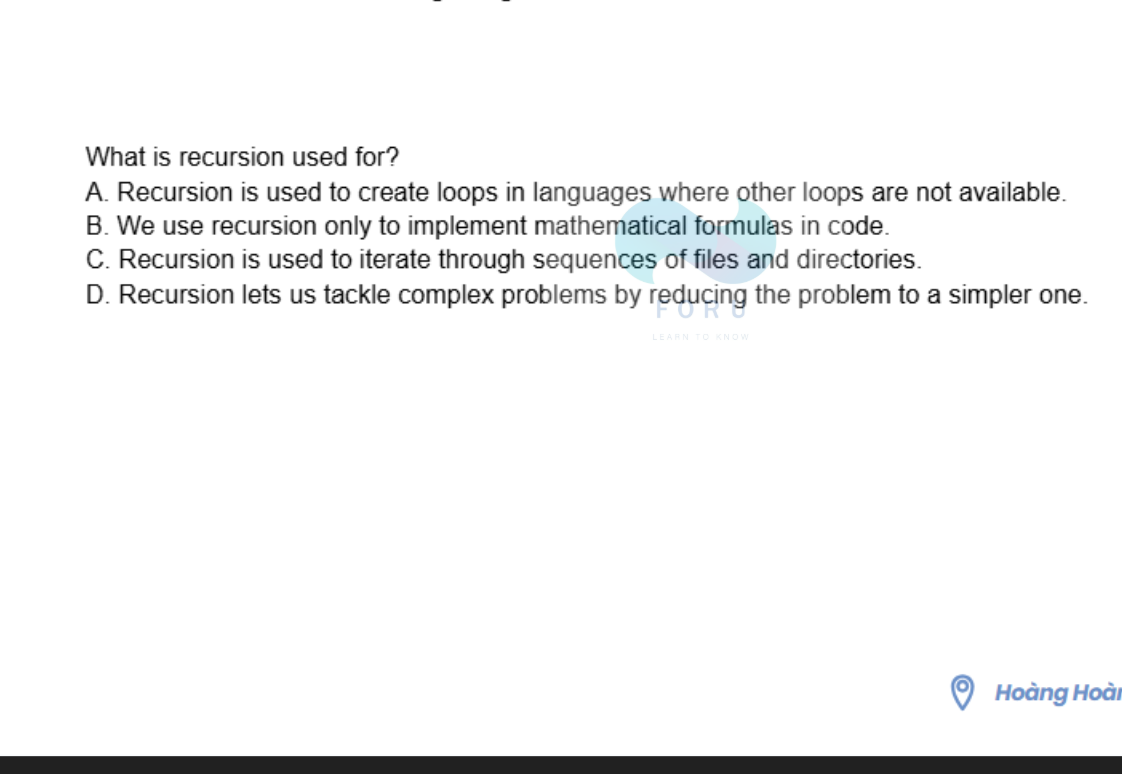 What is recursion used for?
A. Recursion is used to create loops in languages where other loops are not available.
B. We use recursion only to implement mathematical formulas in code.
C. Recursion is used to iterate through sequences of files and directories.
D. Recursion lets us tackle complex problems by reducing the problem to a simpler one.
FORU
LEARN TO KNOW
Hoàng